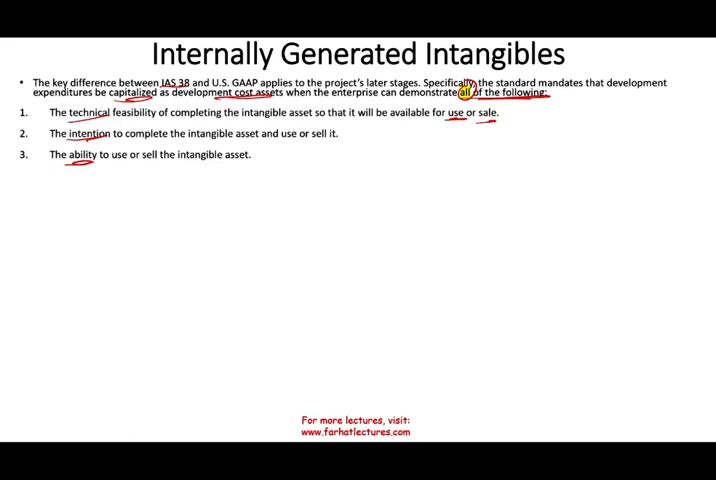 Internally Generated Intangibles
• The key difference between IAS 38 and U.S. GAAP applies to the project's later stages. Specifically, the standard mandates that development
expenditures be capitalized as development cost assets when the enterprise can demonstrate all of the following:
1. The technical feasibility of completing the intangible asset so that it will be available for use or sale.
2. The intention to complete the intangible asset and use or sell it.
3. The ability to use or sell the intangible asset.
For more lectures, visit:
www.farhatlectures.com